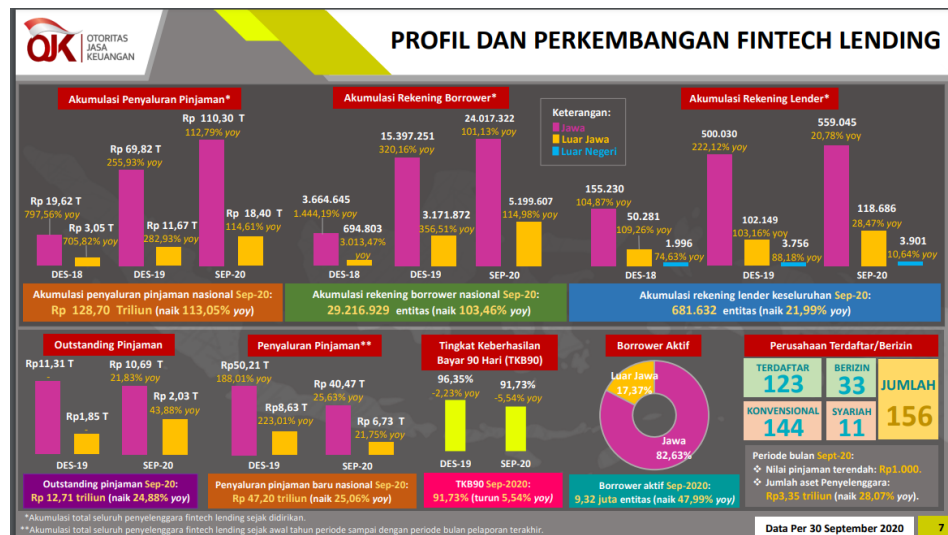 OJK
OTORITAS
JASA
KEUANGAN
PROFIL DAN PERKEMBANGAN FINTECH LENDING
Akumulasi Penyaluran Pinjaman*
Rp 19,62 T
797,56% yoy
Rp 3,05 T
705,82% yoy
Rp 69,82 T
255,93% yoy
Rp 11,67 T
282,93% yoy
Rp 110,30 T
112,79% yoy
Rp 18,40 T
114,61% yoy
DES-18
DES-19
SEP-20
Akumulasi penyaluran pinjaman nasional Sep-20:
Rp 128,70 Triliun (naik 113,05% yoy)
Akumulasi Rekening Borrower*
3.664.645
1.444,19% yoy
694.803
3.013,47%
yoy
15.397.251
320,16% yoy
3.171.872
356,51% yoy
24.017.322
101,13% yoy
5.199.607
114,98% yoy
DES-18
DES-19
SEP-20
Akumulasi rekening borrower nasional Sep-20:
29.216.929 entitas (naik 103,46% yoy)
Keterangan:
Jawa
Luar Jawa
Luar Negeri
Akumulasi Rekening Lender*
155.230
104,87% yoy
50.281
109,26% yoy
1.996
74,63% yoy
500.030
222,12% yoy
102.149
103,16% yoy
3.756
88,18% yoy
559.045
20,78% yoy
118.686
28,47% yoy
3.901
10,64% yoy
DES-18
DES-19
SEP-20
Akumulasi rekening lender keseluruhan Sep-20:
681.632 entitas (naik 21,99% yoy)
Outstanding Pinjaman
Rp11,31 T
-
Rp1,85 T
-
Rp 10,69 T
21,83% yoy
Rp 2,03 T
43,88% yoy
DES-19
SEP-20
Outstanding pinjaman Sep-20:
Rp 12,71 triliun (naik 24,88% yoy)
Penyaluran Pinjaman**
Rp50,21 T
188,01% yoy
Rp8,63 T
223,01% yoy
Rp 40,47 T
25,63% yoy
Rp 6,73 T
21,75% yoy
DES-19
SEP-20
Penyaluran pinjaman baru nasional Sep-20:
Rp 47,20 triliun (naik 25,06% yoy)
Tingkat Keberhasilan
Bayar 90 Hari (TKB90)
96,35%
-2,23% yoy
91,73%
-5,54% yoy
DES-19
SEP-20
TKB90 Sep-2020:
91,73% (turun 5,54% yoy)
Borrower Aktif
Luar Jawa
17,37%
Jawa
82,63%
Borrower aktif Sep-2020:
9,32 juta entitas (naik 47,99% yoy)
Perusahaan Terdaftar/Berizin
TERDAFTAR
123
BERIZIN
33
JUMLAH
156
KONVENSIONAL
144
SYARIAH
11
Periode bulan Sept-20:
❖ Nilai pinjaman terendah: Rp1.000.
❖ Jumlah aset Penyelenggara:
Rp3,35 triliun (naik 28,07% yoy).
*Akumulasi total seluruh penyelenggara fintech lending sejak didirikan.
**Akumulasi total seluruh penyelenggara fintech lending sejak awal tahun periode sampai dengan periode bulan pelaporan terakhir.
Data Per 30 September 2020
7